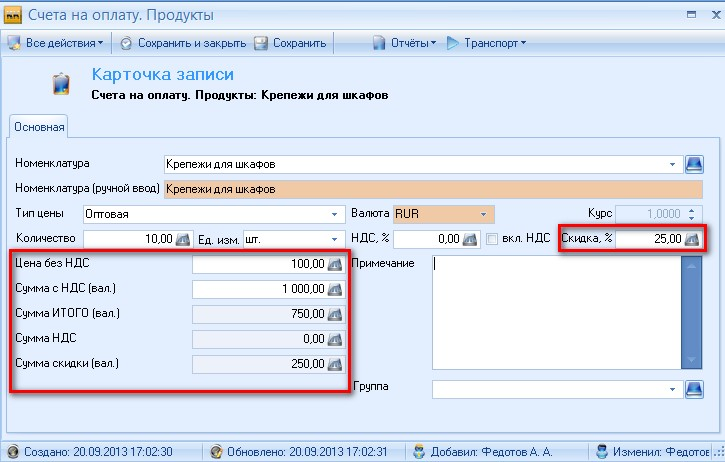 Счета на оплату. Продукты
Все действия Сохранить и закрыть Сохранить Отчёты Транспорт
Карточка записи
Счета на оплату. Продукты: Крепежи для шкафов
Основная
Номенклатура Крепежи для шкафов
Номенклатура (ручной ввод) Крепежи для шкафов
Тип цены Оптовая Валюта RUR Курс 1,0000
Количество 10,00 Ед. изм. шт. НДС, % 0,00 вкл. НДС Скидка, % 25,00
Цена без НДС 100,00 Примечание
Сумма с НДС (вал.) 1 000,00
Сумма ИТОГО (вал.) 750,00
Сумма НДС 0,00
Сумма скидки (вал.) 250,00
Группа
Создано: 20.09.2013 17:02:30 Обновлено: 20.09.2013 17:02:31 Добавил: Федотов А. А. Изменил: Федотов